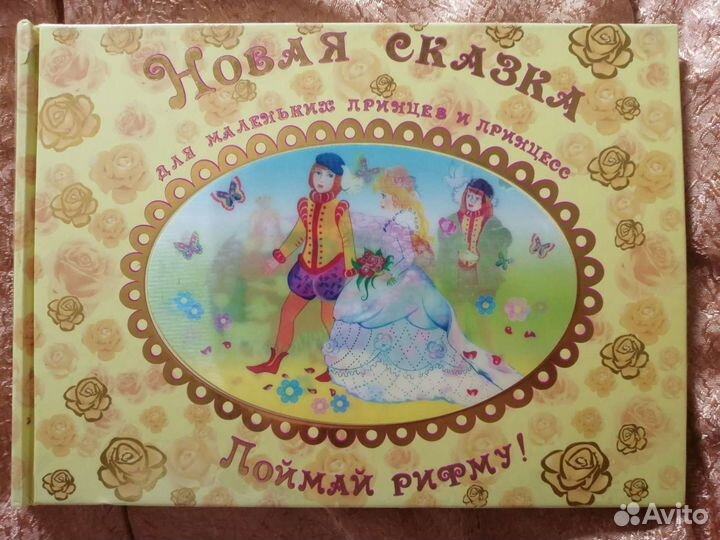 Новая сказка
для маленьких принцев и принцесс
Поймай рифму!
Avito